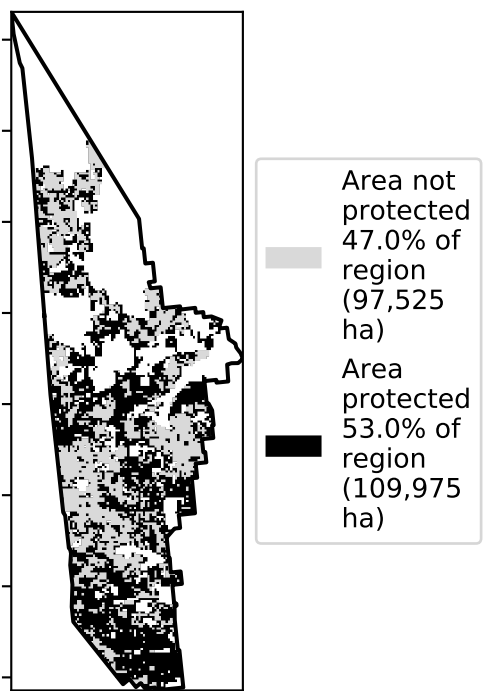 Area not
protected
47.0% of
region
(97,525
ha)
Area
protected
53.0% of
region
(109,975
ha)